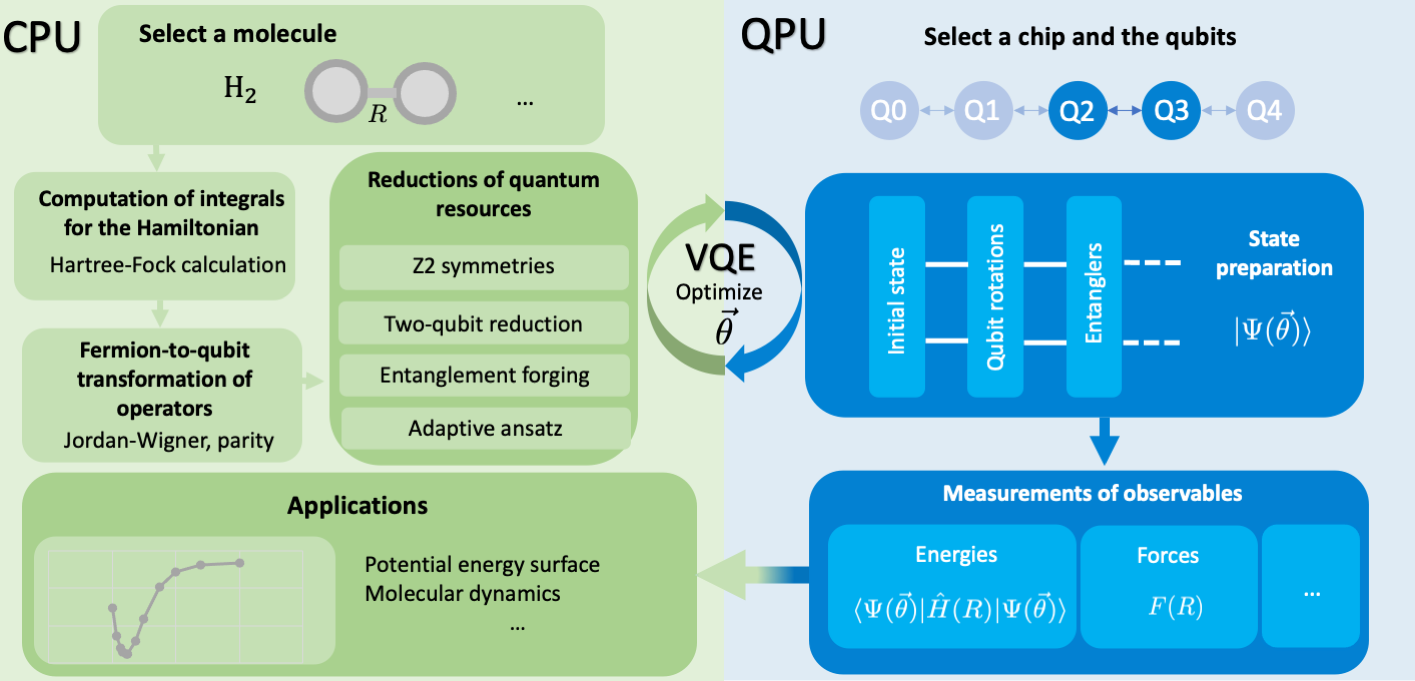 CPU
Select a molecule
H₂
R
...
Computation of integrals
for the Hamiltonian
Hartree-Fock calculation
Fermion-to-qubit
transformation of
operators
Jordan-Wigner, parity
Reductions of quantum
resources
Z2 symmetries
Two-qubit reduction
Entanglement forging
Adaptive ansatz
VQE
Optimize
θ⃗
QPU
Select a chip and the qubits
Q0 Q1 Q2 Q3 Q4
Initial state
Qubit rotations
Entanglers
State
preparation
|Ψ(θ⃗)⟩
Measurements of observables
Energies
⟨Ψ(θ⃗)|Ĥ(R)|Ψ(θ⃗)⟩
Forces
F(R)
...
Applications
Potential energy surface
Molecular dynamics
...